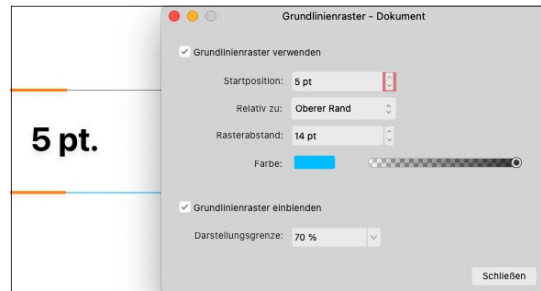 Grundlinienraster – Dokument
Grundlinienraster verwenden
Startposition: 5 pt
Relativ zu: Oberer Rand
Rasterabstand: 14 pt
Farbe:
5 pt.
Grundlinienraster einblenden
Darstellungsgrenze: 70 %
Schließen